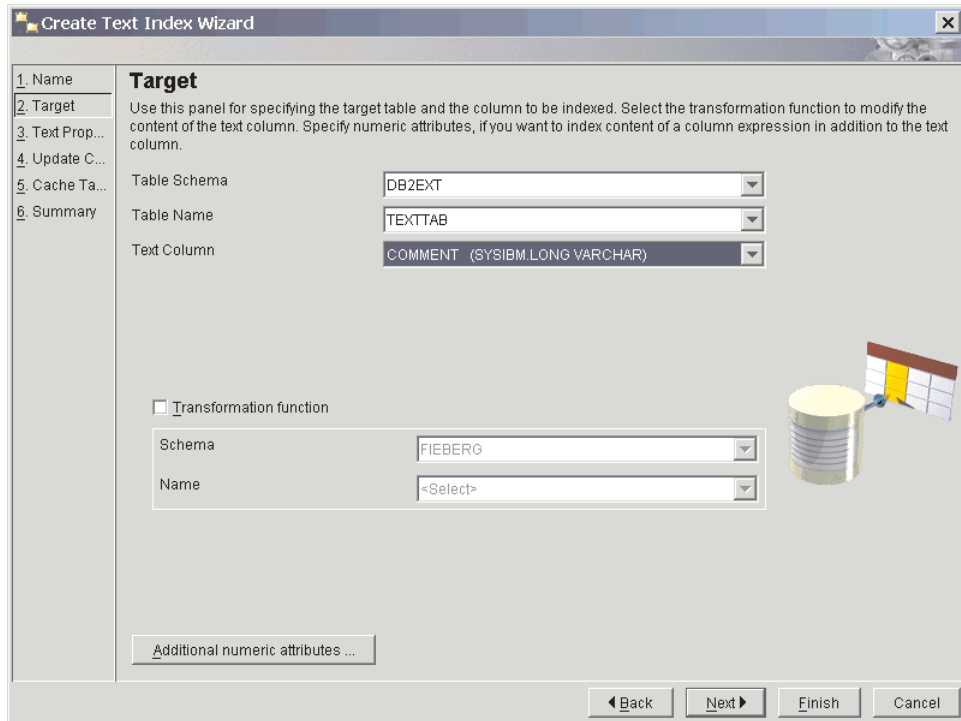 Create Text Index Wizard
1. Name
2. Target
3. Text Prop...
4. Update C...
5. Cache Ta...
6. Summary
Target
Use this panel for specifying the target table and the column to be indexed. Select the transformation function to modify the
content of the text column. Specify numeric attributes, if you want to index content of a column expression in addition to the text
column.
Table Schema
DB2EXT
Table Name
TEXTTAB
Text Column
COMMENT (SYSIBM.LONG VARCHAR)
Transformation function
Schema
FIEBERG
Name
<Select>
Additional numeric attributes ...
Back
Next
Finish
Cancel